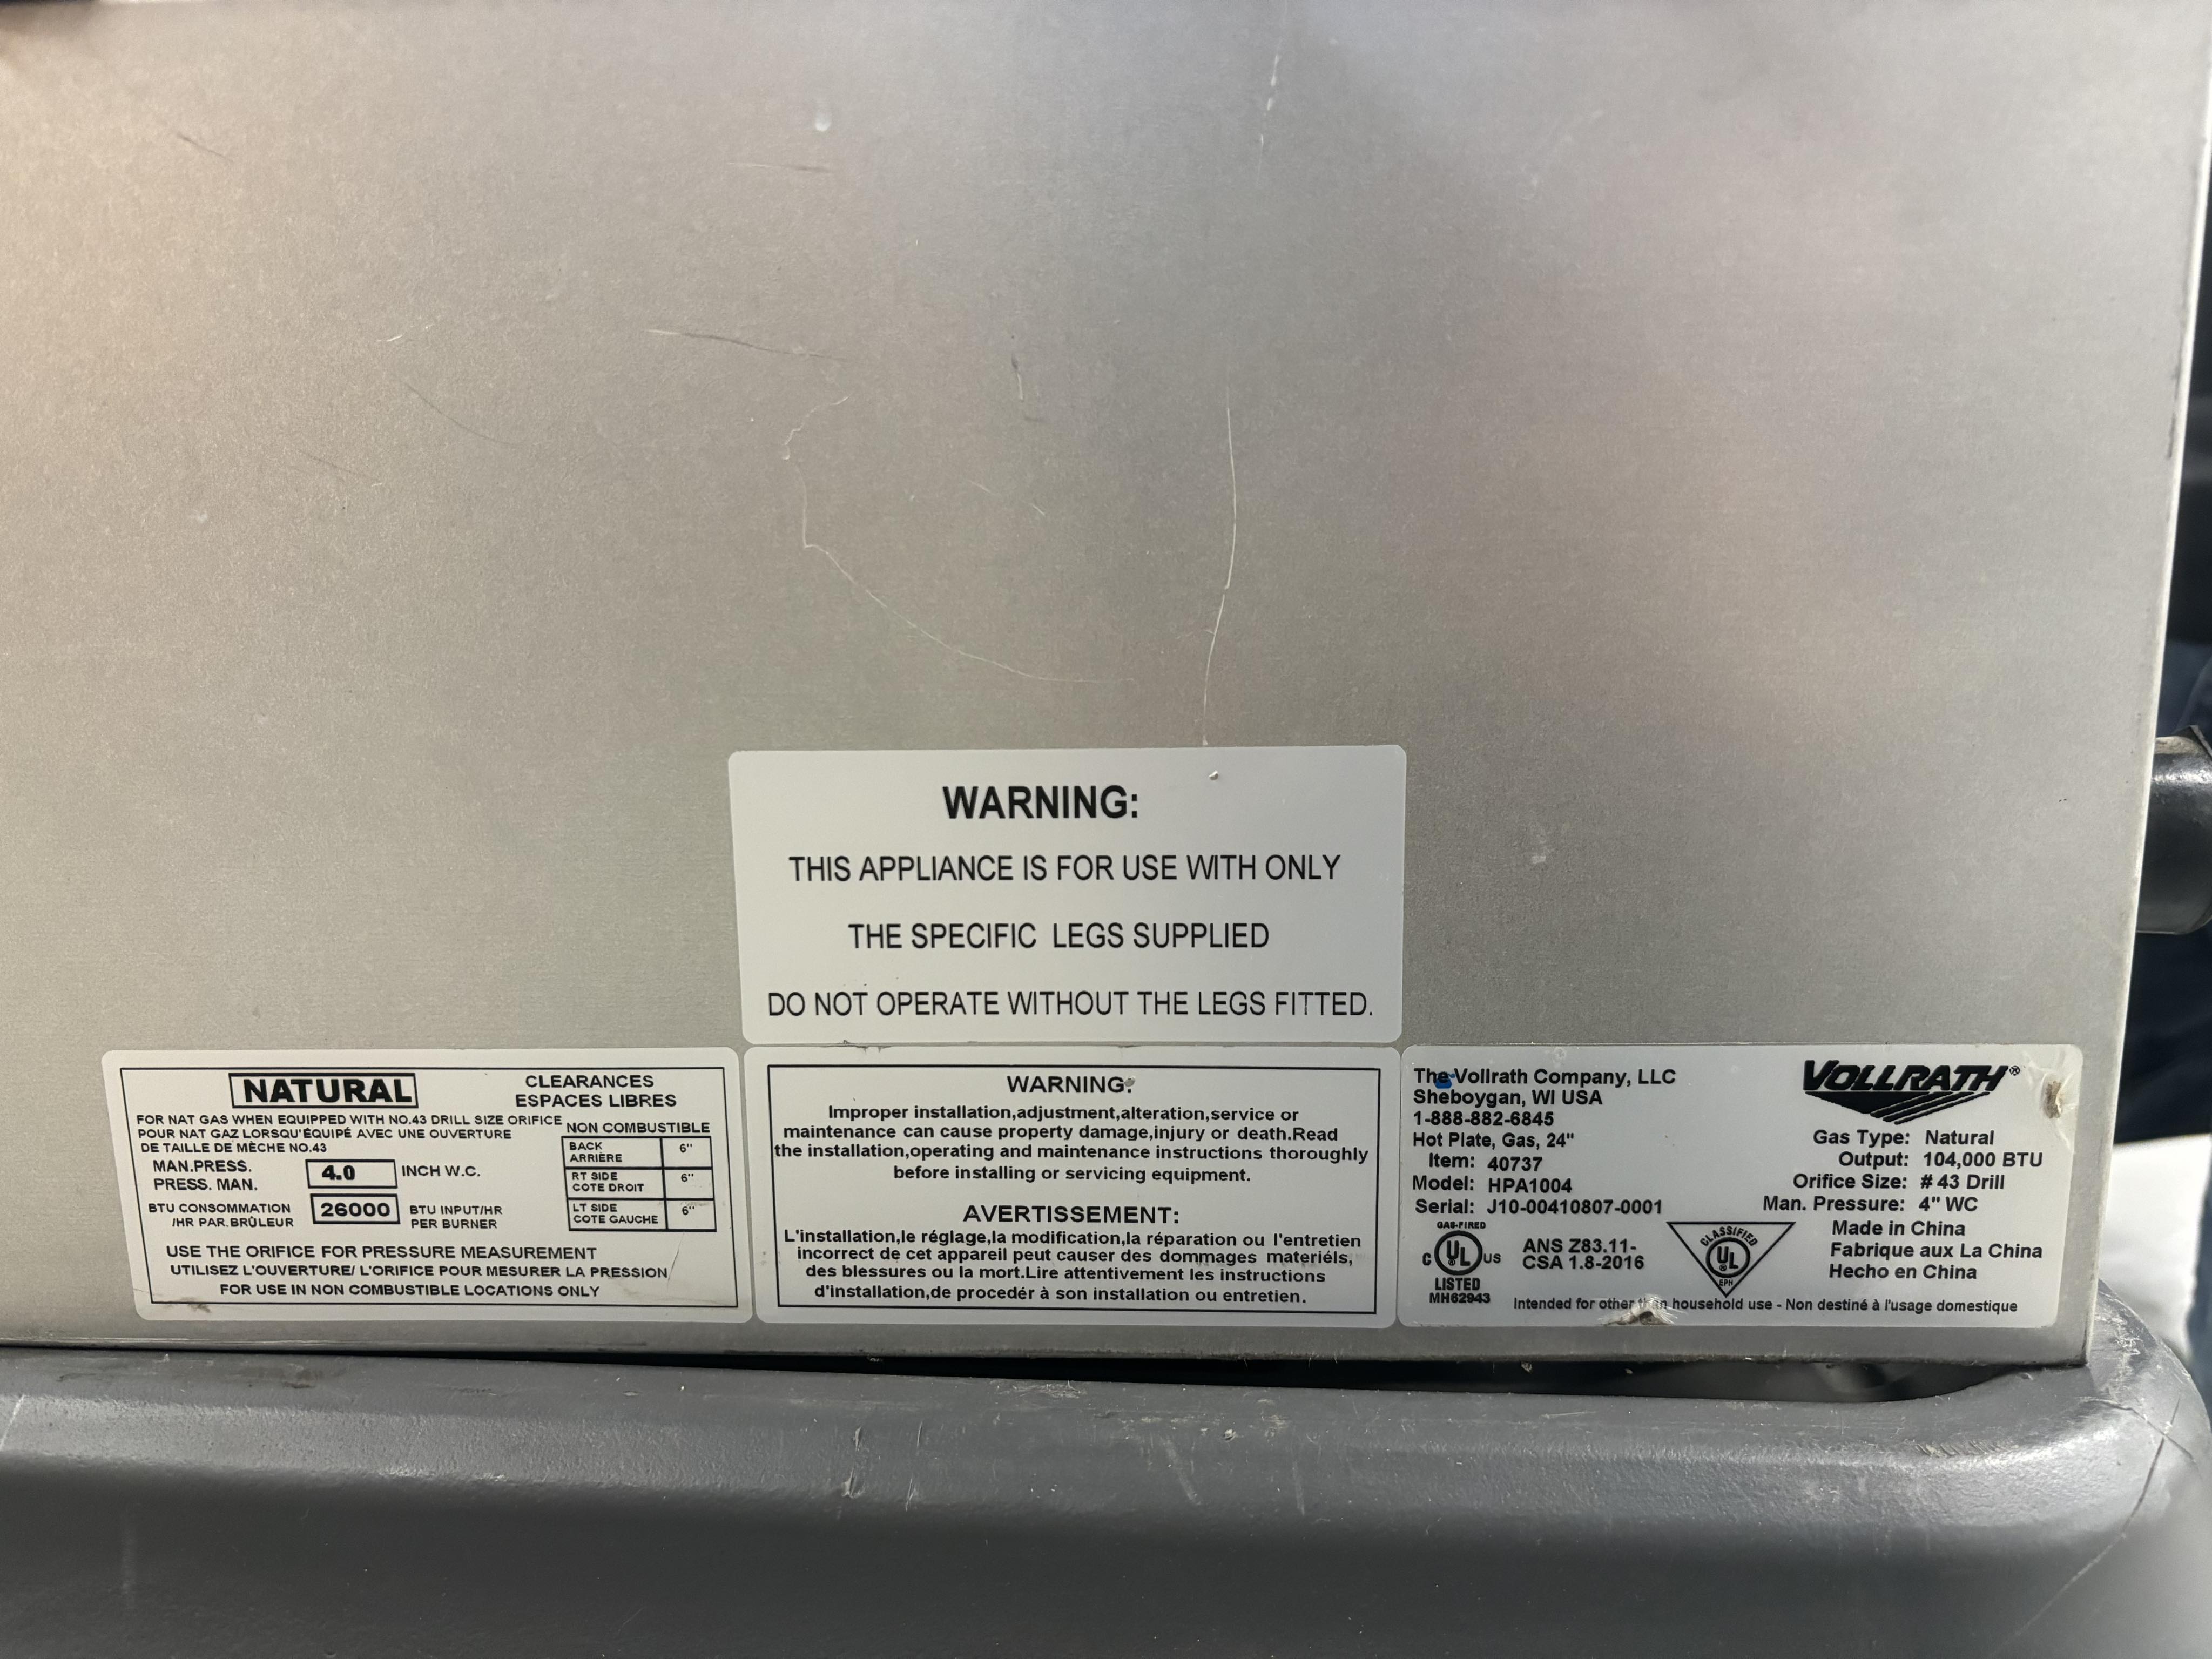 WARNING:
THIS APPLIANCE IS FOR USE WITH ONLY
THE SPECIFIC LEGS SUPPLIED
DO NOT OPERATE WITHOUT THE LEGS FITTED.
NATURAL
FOR NAT GAS WHEN EQUIPPED WITH NO.43 DRILL SIZE ORIFICE
POUR NAT GAZ LORSQU'ÉQUIPÉ AVEC UNE OUVERTURE
DE TAILLE DE MÈCHE NO.43
MAN.PRESS. 4.0 INCH W.C.
PRESS. MAN.
BTU CONSOMMATION 26000 BTU INPUT/HR
/HR PAR.BRÛLEUR PER BURNER
CLEARANCES
ESPACES LIBRES
NON COMBUSTIBLE
BACK 6"
ARRIÈRE
RT SIDE 6"
COTE DROIT
LT SIDE 6"
COTE GAUCHE
USE THE ORIFICE FOR PRESSURE MEASUREMENT
UTILISEZ L'OUVERTURE/ L'ORIFICE POUR MESURER LA PRESSION
FOR USE IN NON COMBUSTIBLE LOCATIONS ONLY
WARNING:
Improper installation,adjustment,alteration,service or
maintenance can cause property damage,injury or death.Read
the installation,operating and maintenance instructions thoroughly
before installing or servicing equipment.
AVERTISSEMENT:
L'installation,le réglage,la modification,la réparation ou l'entretien
incorrect de cet appareil peut causer des dommages materiéls,
des blessures ou la mort.Lire attentivement les instructions
d'installation,de procedér à son installation ou entretien.
The Vollrath Company, LLC
Sheboygan, WI USA
1-888-882-6845
Hot Plate, Gas, 24"
Item: 40737
Model: HPA1004
Serial: J10-00410807-0001
VOLLRATH®
Gas Type: Natural
Output: 104,000 BTU
Orifice Size: # 43 Drill
Man. Pressure: 4" WC
Made in China
Fabrique aux La China
Hecho en China
GAS-FIRED
C UL US
LISTED
MH62943
ANS Z83.11-
CSA 1.8-2016
CLASSIFIED
UL
EPH
Intended for other than household use - Non destiné à l'usage domestique